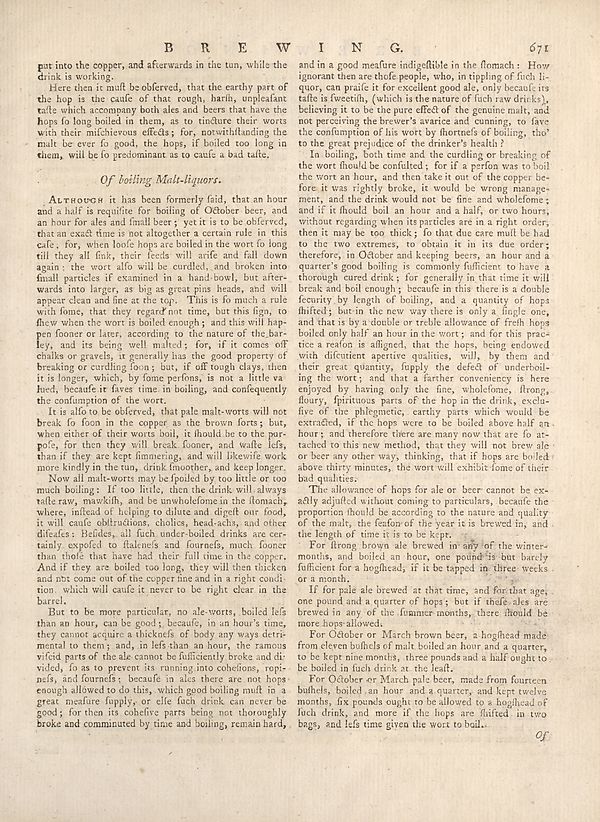 BREWING. 671
put into the copper, and afterwards in the tun, while the
drink is working.
Here then it muſt be obſerved, that the earthy part of
the hop is the cauſe of that rough, harſh, unpleaſant
taſte which accompany both ales and beers that have the
hops ſo long boiled in them, as to tincture their worts
with their miſchievous effects; for, notwithſtanding the
malt be ever ſo good, the hops, if boiled too long in
them, will be ſo predominant as to cauſe a bad taſte.
Of boiling Malt-liquors.
ALTHOUGH it has been formerly ſaid, that an hour
and a half is requiſite for boiling of October beer, and
an hour for ales and ſmall beer; yet it is to be obſerved,
that an exact time is not altogether a certain rule in this
caſe; for, when looſe hops are boiled in the wort ſo long
till they all ſink, their ſeeds will ariſe and fall down
again: the wort alſo will be curdled, and broken into
ſmall particles if examined in a hand-bowl, but after-
wards into larger, as big as great pins heads, and will
appear clean and fine at the top. This is ſo much a rule
with ſome, that they regard not time, but this ſign, to
ſhew when the wort is boiled enough; and this will hap-
pen ſooner or later, according to the nature of the bar-
ley, and its being well malted; for, if it comes off
chalks or gravels, it generally has the good property of
breaking or curdling ſoon; but, if off tough clays, then
it is longer, which, by ſome perſons, is not a little va-
lued, becauſe it ſaves time in boiling, and conſequently
the conſumption of the wort.
It is alſo to be obſerved, that pale malt-worts will not
break ſo ſoon in the copper as the brown ſorts; but,
when either of their worts boil, it ſhould be to the pur-
poſe, for then they will break ſooner, and waſte leſs,
than if they are kept ſimmering, and will likewiſe work
more kindly in the tun, drink ſmoother, and keep longer.
Now all malt-worts may be ſpoiled by too little or too
much boiling: If too little, then the drink will always
taſte raw, mawkiſh, and be unwholeſome in the ſtomach,
where, inſtead of helping to dilute and digeſt our food,
it will cauſe obſtructions, cholics, head-achs, and other
diſeaſes: Beſides, all ſuch under-boiled drinks are cer-
tainly expoſed to ſtaleneſs and ſourneſs, much ſooner
than thoſe that have had their full time in the copper.
And if they are boiled too long, they will then thicken
and not come out of the copper fine and in a right condi-
tion which will cauſe it never to be right clear in the
barrel.
But to be more particular, no ale-worts, boiled leſs
than an hour, can be good; becauſe, in an hour's time,
they cannot acquire a thickneſs of body any ways detri-
mental to them; and, in leſs than an hour, the ramous
viſcid parts of the ale cannot be ſufficiently broke and di-
vided, ſo as to prevent its running into coheſions, ropi-
neſs, and ſourneſs: becauſe in ales there are not hops
enough allowed to do this, which good boiling muſt in a
great meaſure ſupply, or elſe ſuch drink can never be
good; for then its coheſive parts being not thoroughly
broke and comminuted by time and boiling, remain hard,
and in a good meaſure indigeſtible in the ſtomach: How
ignorant then are thoſe people, who, in tippling of ſuch li-
quor, can praiſe it for excellent good ale, only becauſe its
taſte is ſweetiſh, (which is the nature of ſuch raw drinks),
believing it to be the pure effect of the genuine malt, and
not perceiving the brewer's avarice and cunning, to ſave
the conſumption of his wort by ſhortneſs of boiling, tho'
to the great prejudice of the drinker's health?
In boiling, both time and the curdling or breaking of
the wort ſhould be conſulted; for if a perſon was to boil
the wort an hour, and then take it out of the copper be-
fore it was rightly broke, it would be wrong manage-
ment, and the drink would not be fine and wholeſome;
and if it ſhould boil an hour and a half, or two hours,
without regarding when its particles are in a right order,
then it may be too thick; ſo that due care muſt be had
to the two extremes, to obtain it in its due order;
therefore, in October and keeping beers, an hour and a
quarter's good boiling is commonly ſufficient to have a
thorough cured drink; for generally in that time it will
break and boil enough; becauſe in this there is a double
ſecurity by length of boiling, and a quantity of hops
ſhifted; but in the new way there is only a ſingle one,
and that is by a double or treble allowance of freſh hops
boiled only half an hour in the wort; and for this prac-
tice a reaſon is aſſigned, that the hops, being endowed
with diſcutient apertive qualities, will, by them and
their great quantity, ſupply the defect of underboil-
ing the wort; and that a farther conveniency is here
enjoyed by having only the fine, wholeſome, ſtrong,
floury, ſpirituous parts of the hop in the drink, exclu-
ſive of the phlegmetic, earthy parts which would be
extracted, if the hops were to be boiled above half an
hour; and therefore there are many now that are ſo at-
tached to this new method, that they will not brew ale
or beer any other way, thinking, that if hops are boiled
above thirty minutes, the wort will exhibit ſome of their
bad qualities.
The allowance of hops for ale or beer cannot be ex-
actly adjuſted without coming to particulars, becauſe the
proportion ſhould be according to the nature and quality
of the malt, the ſeaſon of the year it is brewed in, and
the length of time it is to be kept.
For ſtrong brown ale brewed in any of the winter-
months, and boiled an hour, one pound is but barely
ſufficient for a hogſhead, if it be tapped in three weeks
or a month.
If for pale ale brewed at that time, and for that age,
one pound and a quarter of hops; but if theſe ales are
brewed in any of the ſummer-months, there ſhould be
more hops allowed.
For October or March brown beer, a hogſhead made
from eleven buſhels of malt boiled an hour and a quarter,
to be kept nine months, three pounds and a half ought to
be boiled in ſuch drink at the leaſt.
For October or March pale beer, made from fourteen
buſhels, boiled an hour and a quarter, and kept twelve
months, ſix pounds ought to be allowed to a hogſhead of
ſuch drink, and more if the hops are ſhifted in two
bags, and leſs time given the wort to boil.
Of